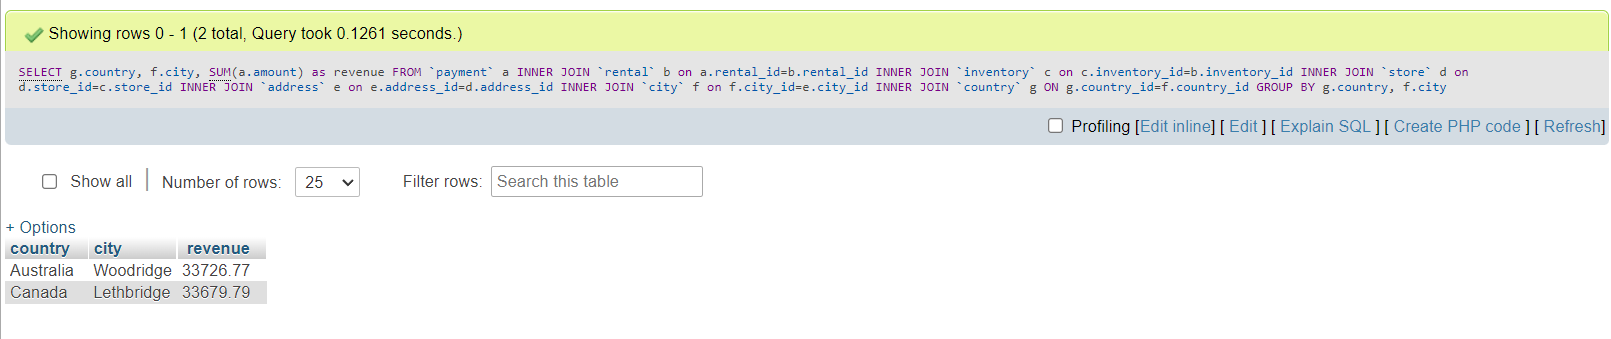 Showing rows 0 - 1 (2 total, Query took 0.1261 seconds.)
SELECT g.country, f.city, SUM(a.amount) as revenue FROM `payment` a INNER JOIN `rental` b on a.rental_id=b.rental_id INNER JOIN `inventory` c on c.inventory_id=b.inventory_id INNER JOIN `store` d on
d.store_id=c.store_id INNER JOIN `address` e on e.address_id=d.address_id INNER JOIN `city` f on f.city_id=e.city_id INNER JOIN `country` g ON g.country_id=f.country_id GROUP BY g.country, f.city
Profiling [Edit inline] [ Edit ] [ Explain SQL ] [ Create PHP code ] [ Refresh]
Show all | Number of rows: 25 Filter rows: Search this table
+ Options
country city revenue
Australia Woodridge 33726.77
Canada Lethbridge 33679.79